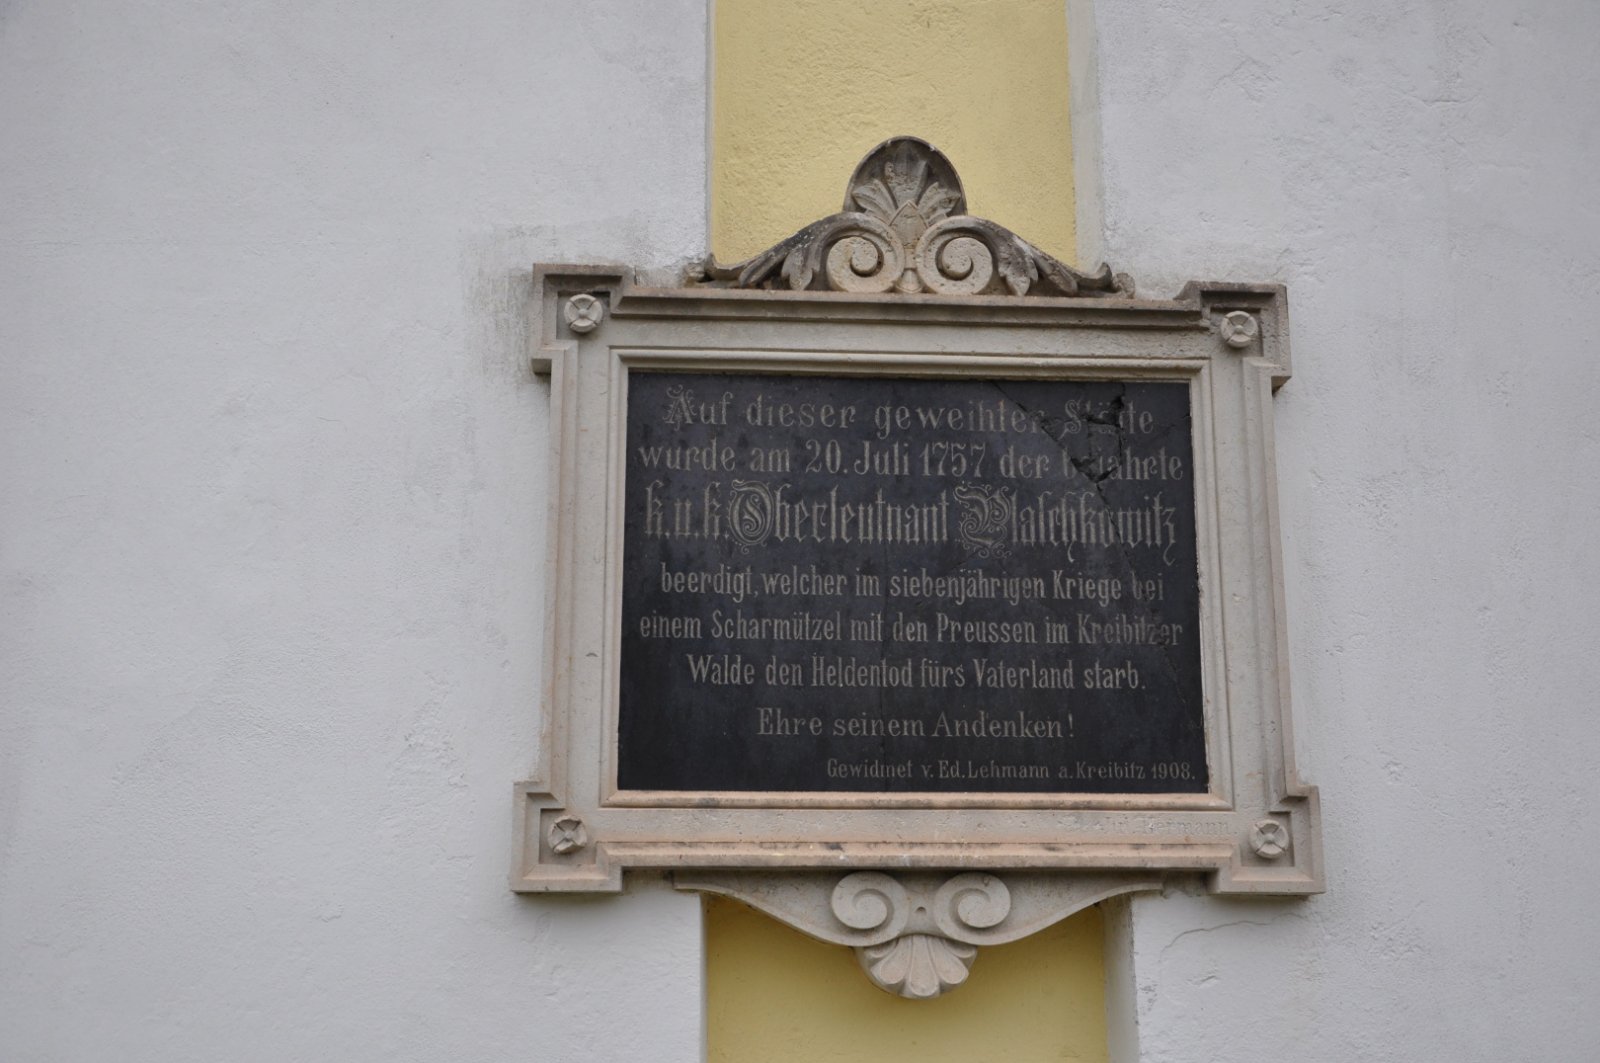 Auf dieser geweihten Stätte
wurde am 20. Juli 1757 der bejahrte
k.u.k. Oberleutnant Plaschkowitz
beerdigt, welcher im siebenjährigen Kriege bei
einem Scharmützel mit den Preussen im Kreibitzer
Walde den Heldentod fürs Vaterland starb.
Ehre seinem Andenken!
Gewidmet v. Ed. Lehmann a. Kreibitz 1908.